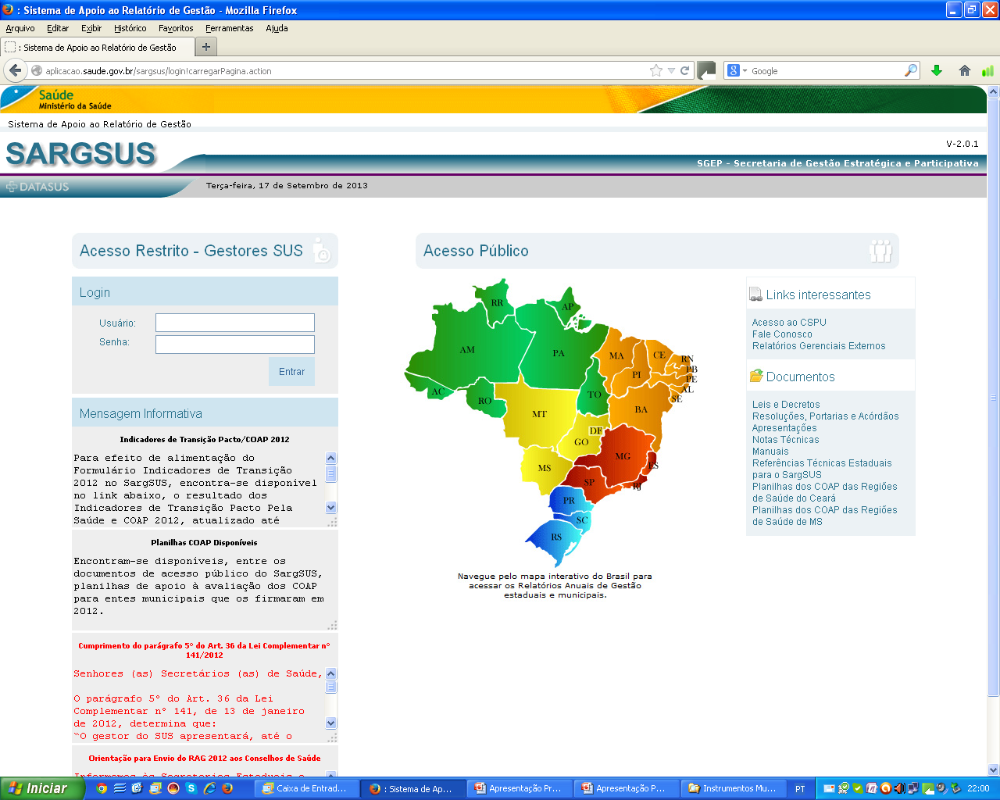 : Sistema de Apoio ao Relatório de Gestão - Mozilla Firefox
Arquivo Editar Exibir Histórico Favoritos Ferramentas Ajuda
: Sistema de Apoio ao Relatório de Gestão
aplicacao.saude.gov.br/sargsus/login!carregarPagina.action
Google
Saúde
Ministério da Saúde
Sistema de Apoio ao Relatório de Gestão
SARGSUS
V-2.0.1
SGEP - Secretaria de Gestão Estratégica e Participativa
DATASUS
Terça-feira, 17 de Setembro de 2013
Acesso Restrito - Gestores SUS
Login
Usuário:
Senha:
Entrar
Mensagem Informativa
Indicadores de Transição Pacto/COAP 2012
Para efeito de alimentação do
Formulário Indicadores de Transição
2012 no SargSUS, encontra-se disponível
no link abaixo, o resultado dos
Indicadores de Transição Pacto Pela
Saúde e COAP 2012, atualizado até
Planilhas COAP Disponíveis
Encontram-se disponíveis, entre os
documentos de acesso público do SargSUS,
planilhas de apoio à avaliação dos COAP
para entes municipais que os firmaram em
2012.
Cumprimento do parágrafo 5º do Art. 36 da Lei Complementar nº
141/2012
Senhores (as) Secretários (as) de Saúde,
O parágrafo 5º do Art. 36 da Lei
Complementar nº 141, de 13 de janeiro
de 2012, determina que:
“O gestor do SUS apresentará, até o
Orientação para Envio do RAG 2012 aos Conselhos de Saúde
Informamos às Secretarias Estaduais e
Acesso Público
RR
AP
AM
PA
MA
CE
RN
PB
PE
AL
SE
PI
AC
RO
TO
BA
MT
DF
GO
MG
ES
MS
SP
RJ
PR
SC
RS
Navegue pelo mapa interativo do Brasil para
acessar os Relatórios Anuais de Gestão
estaduais e municipais.
Links interessantes
Acesso ao CSPU
Fale Conosco
Relatórios Gerenciais Externos
Documentos
Leis e Decretos
Resoluções, Portarias e Acórdãos
Apresentações
Notas Técnicas
Manuais
Referências Técnicas Estaduais
para o SargSUS
Planilhas dos COAP das Regiões
de Saúde do Ceará
Planilhas dos COAP das Regiões
de Saúde de MS
Iniciar
Caixa de Entrad...
: Sistema de Ap...
Apresentação Pr...
Apresentação P...
Instrumentos Mu...
PT
22:00